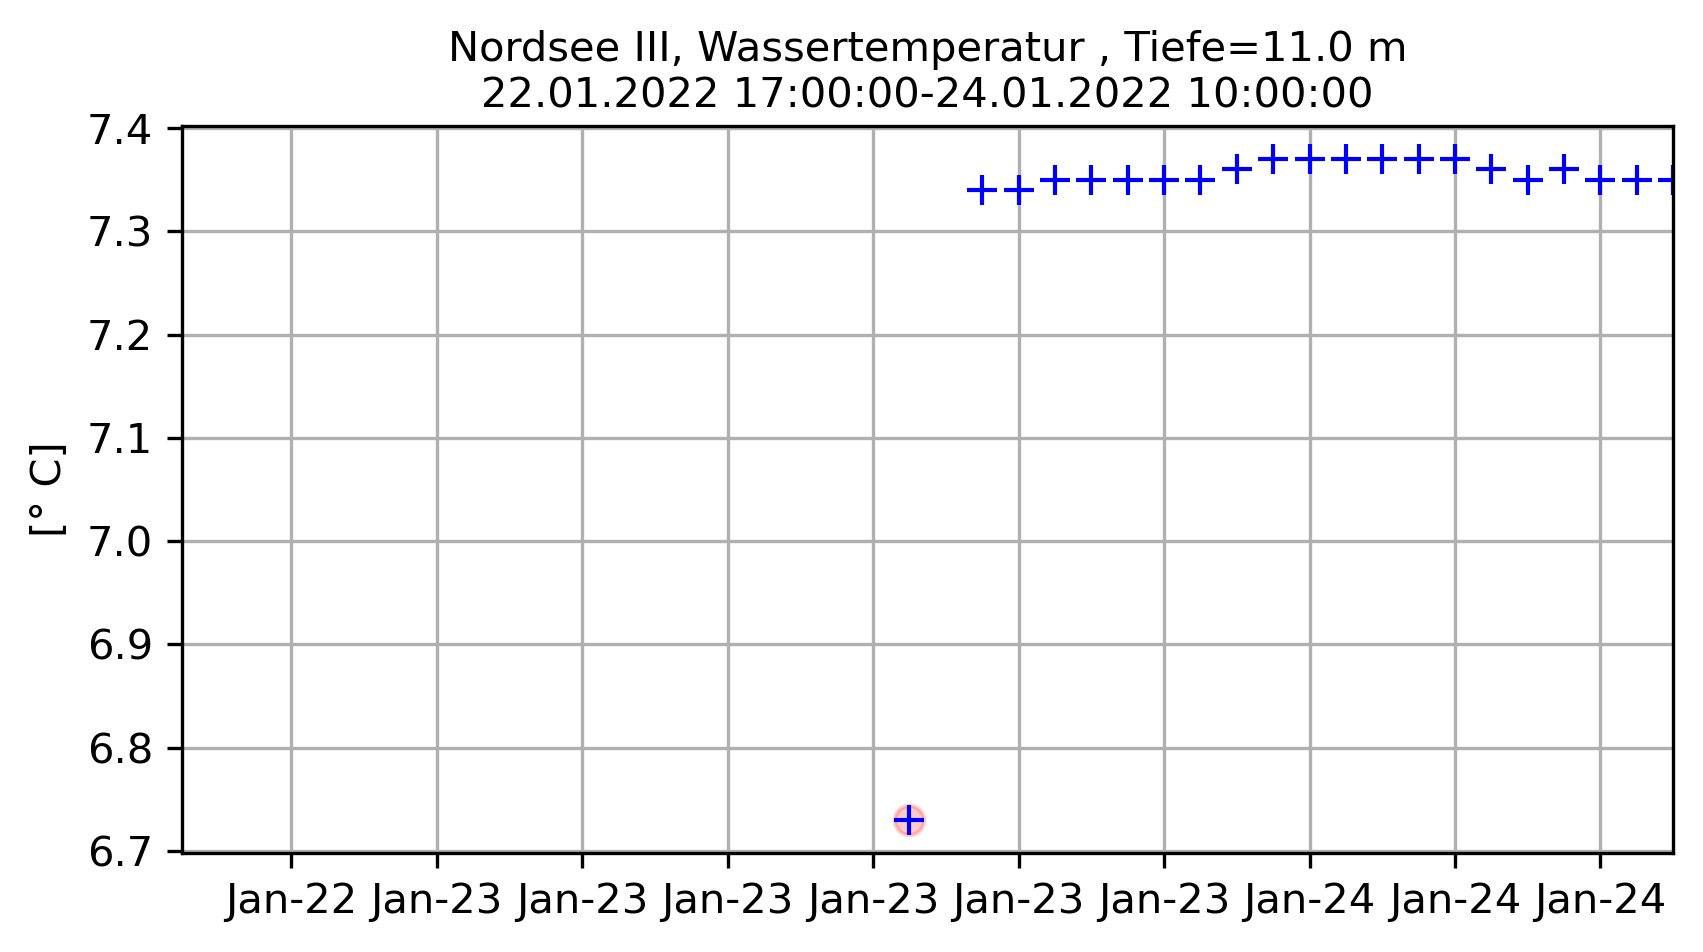 Nordsee III, Wassertemperatur , Tiefe=11.0 m
22.01.2022 17:00:00-24.01.2022 10:00:00
7.4
7.3
7.2
7.1
7.0
6.9
6.8
6.7
[° C]
Jan-22 Jan-23 Jan-23 Jan-23 Jan-23 Jan-23 Jan-23 Jan-24 Jan-24 Jan-24